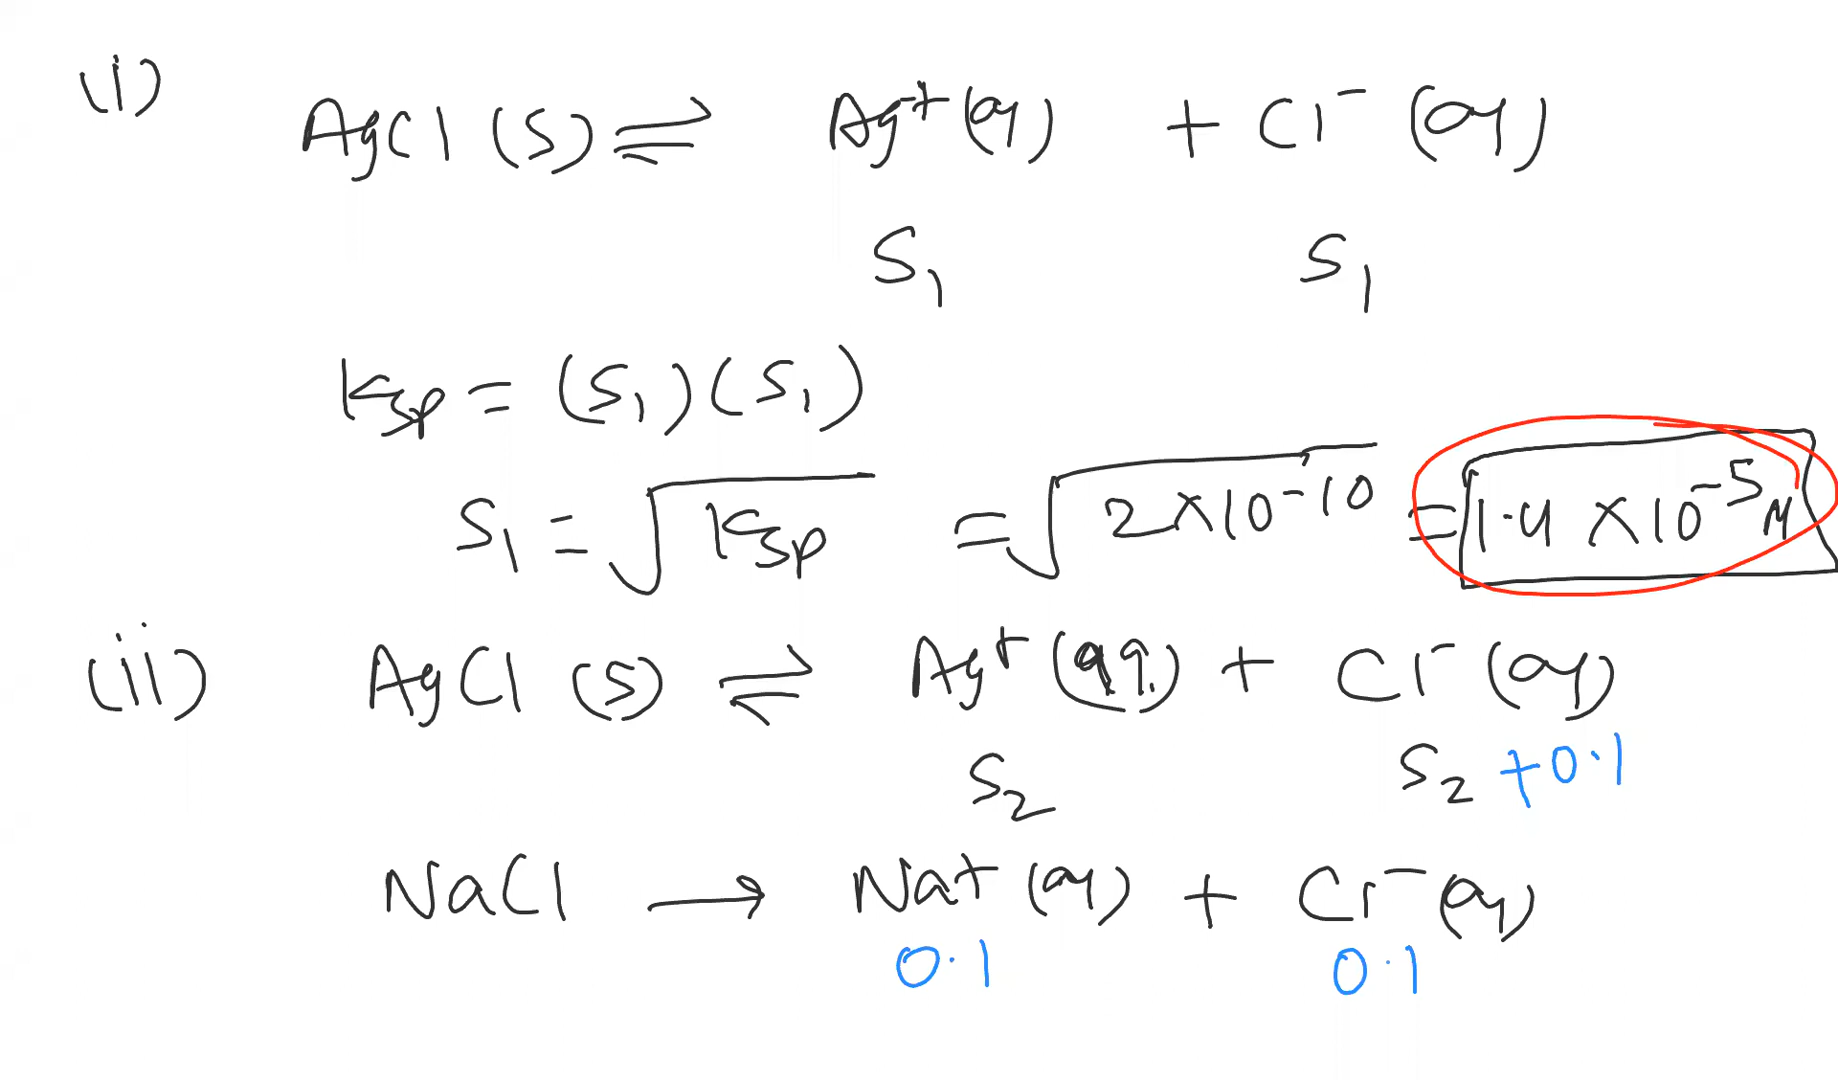 (i)
AgCl (s) ⇌ Ag⁺ (aq) + Cl⁻ (aq)
S₁ S₁
Ksp = (S₁) (S₁)
S₁ = √Ksp = √2×10⁻¹⁰ = 1.4 × 10⁻⁵ M
(ii) AgCl (s) ⇌ Ag⁺ (aq) + Cl⁻ (aq)
S₂ S₂ + 0.1
NaCl → Na⁺ (aq) + Cl⁻ (aq)
0.1 0.1